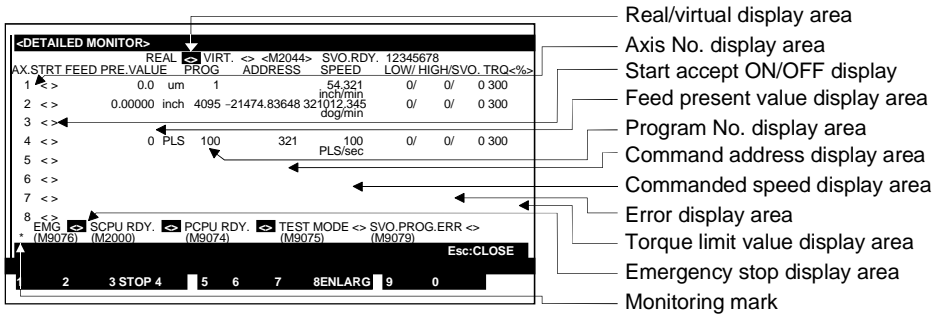 <DETAILED MONITOR>
REAL <> VIRT. <> <M2044> SVO.RDY. 12345678
AX.STRT FEED PRE.VALUE PROG ADDRESS SPEED LOW/ HIGH/SVO. TRQ<%>
1 < > 0.0 um 1 54.321 0/ 0/ 0 300
inch/min
2 < > 0.00000 inch 4095 -21474.83648 321012.345 0/ 0/ 0 300
dog/min
3 < >
4 < > 0 PLS 100 321 100 0/ 0/ 0 300
PLS/sec
5 < >
6 < >
7 < >
8 < >
EMG <> SCPU RDY. <> PCPU RDY. <> TEST MODE <> SVO.PROG.ERR <>
* (M9076) (M2000) (M9074) (M9075) (M9079)
Esc:CLOSE
1 2 3 STOP 4 5 6 7 8ENLARG 9 0
Real/virtual display area
Axis No. display area
Start accept ON/OFF display
Feed present value display area
Program No. display area
Command address display area
Commanded speed display area
Error display area
Torque limit value display area
Emergency stop display area
Monitoring mark